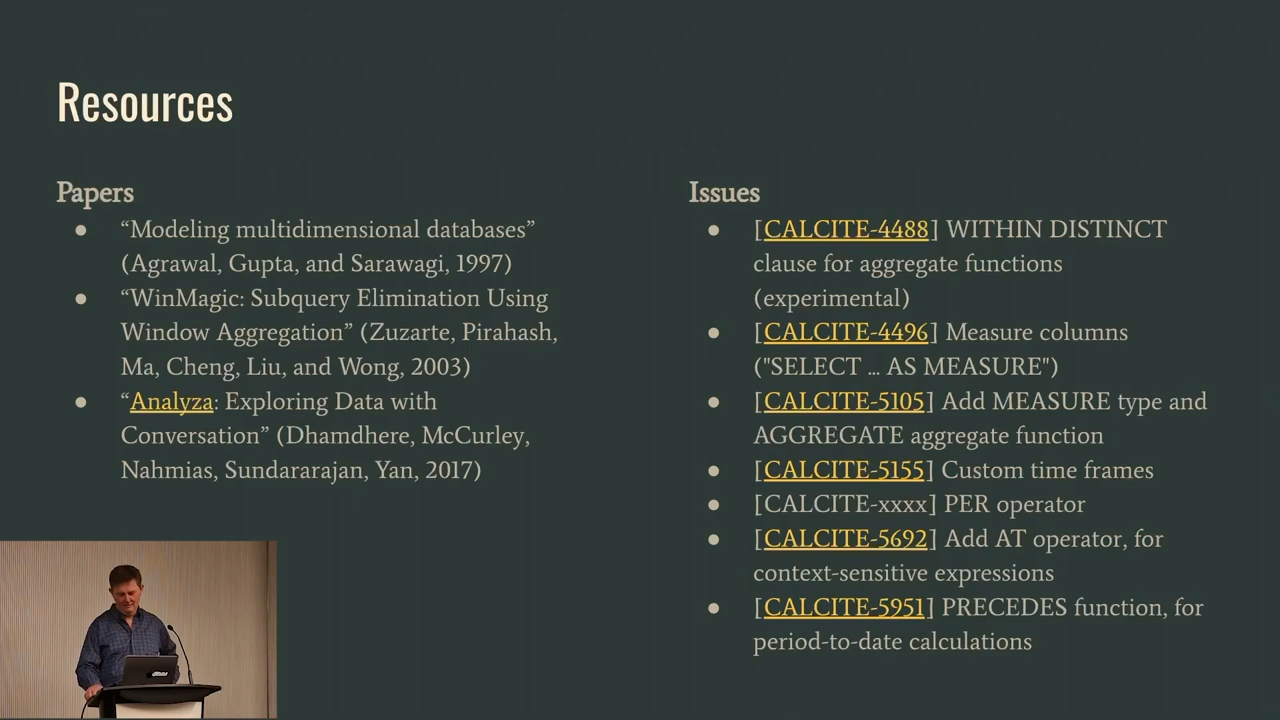 Resources
Papers
● “Modeling multidimensional databases”
(Agrawal, Gupta, and Sarawagi, 1997)
● “WinMagic: Subquery Elimination Using
Window Aggregation” (Zuzarte, Pirahash,
Ma, Cheng, Liu, and Wong, 2003)
● “Analyza: Exploring Data with
Conversation” (Dhamdhere, McCurley,
Nahmias, Sundararajan, Yan, 2017)
Issues
● [CALCITE-4488] WITHIN DISTINCT
clause for aggregate functions
(experimental)
● [CALCITE-4496] Measure columns
("SELECT … AS MEASURE")
● [CALCITE-5105] Add MEASURE type and
AGGREGATE aggregate function
● [CALCITE-5155] Custom time frames
● [CALCITE-xxxx] PER operator
● [CALCITE-5692] Add AT operator, for
context-sensitive expressions
● [CALCITE-5951] PRECEDES function, for
period-to-date calculations